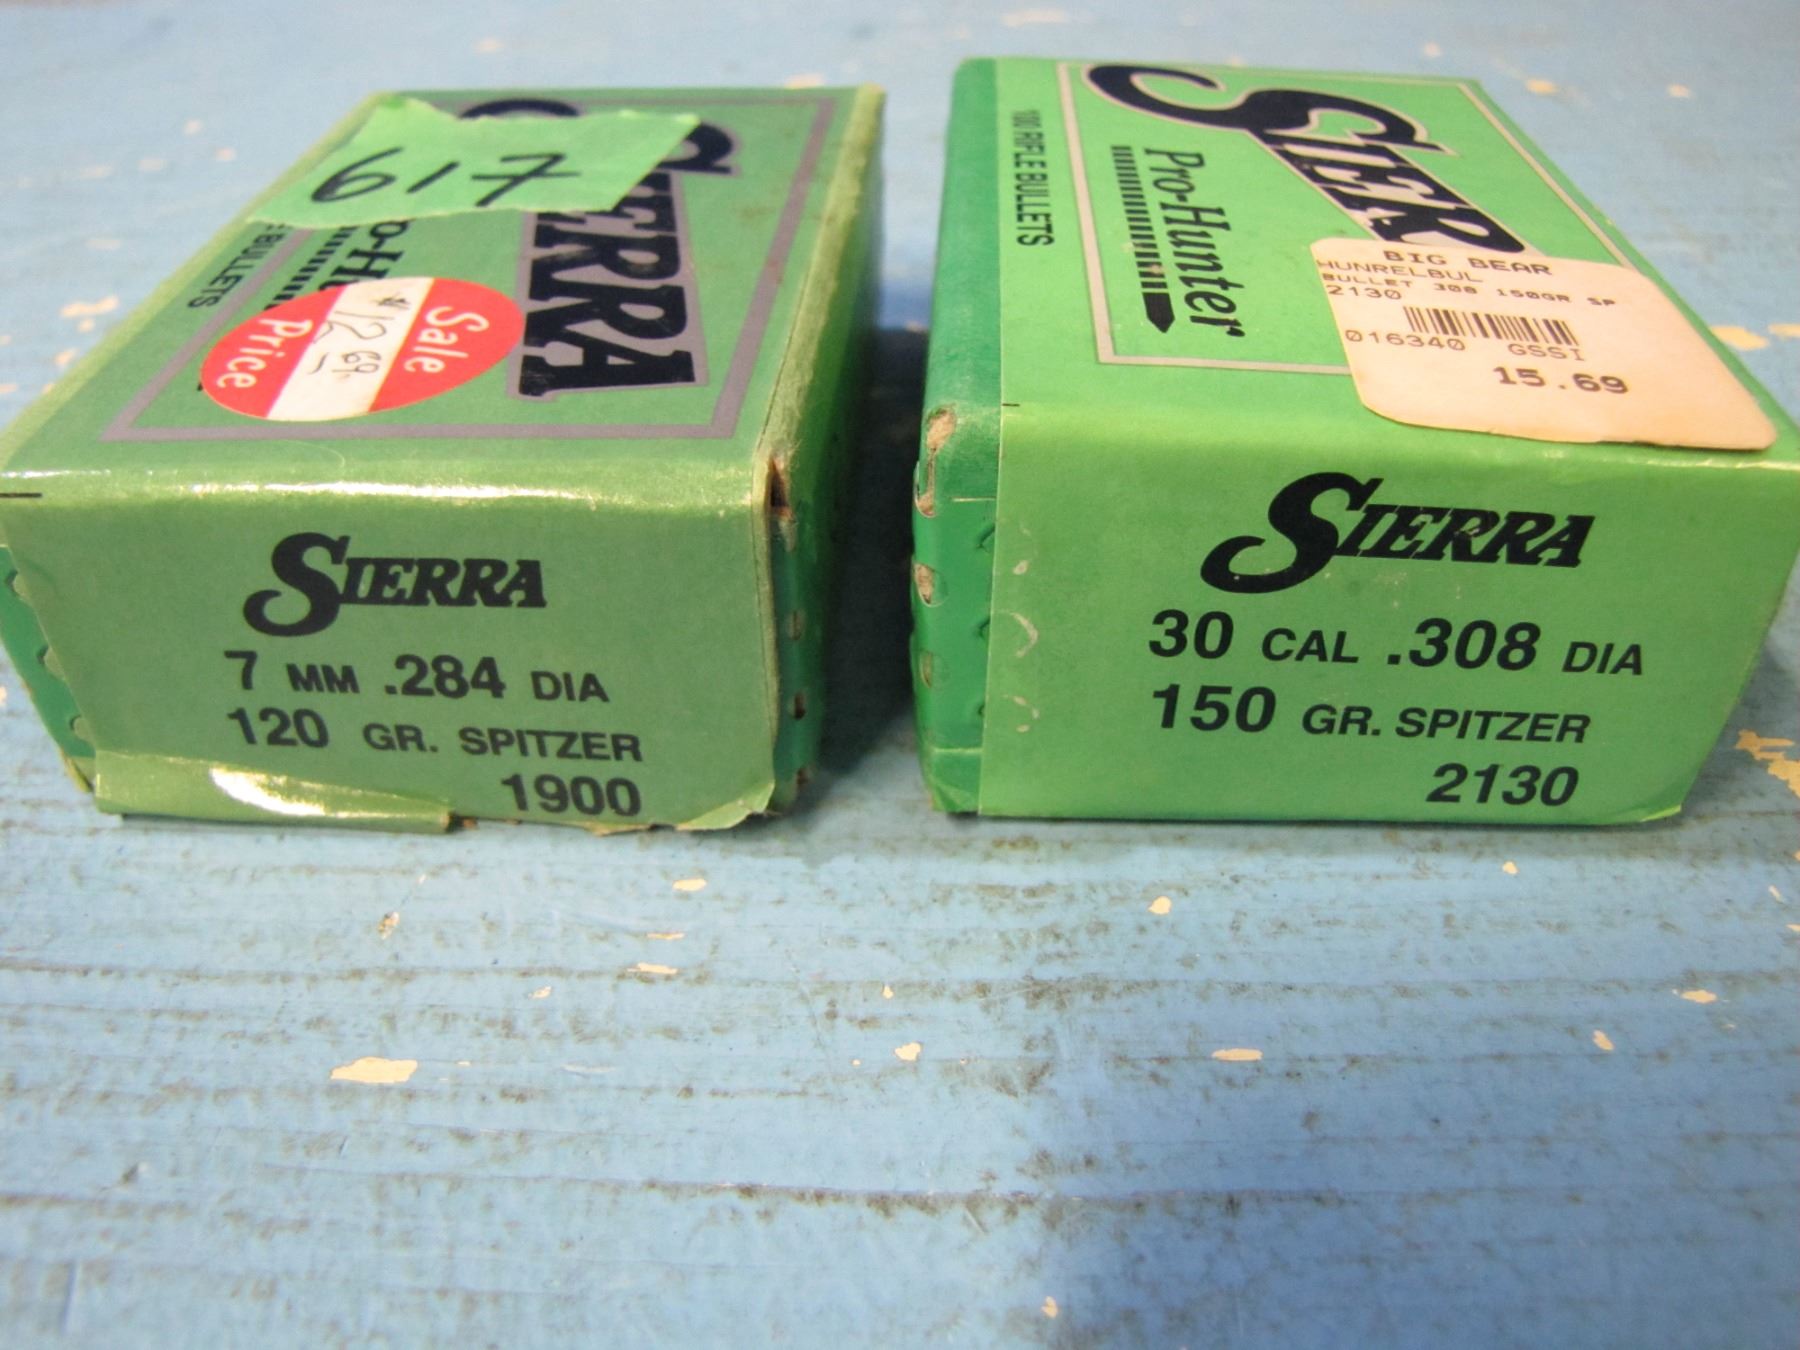 617
SIERRA
BULLETS
Sale
$12.69
Price
SIERRA
7 MM .284 DIA
120 GR. SPITZER
1900
SIERR
Pro-Hunter
100 RIFLE BULLETS
BIG BEAR
HUNRELBUL
BULLET 308 150GR SP
2130
016340 GSSI
15.69
SIERRA
30 CAL .308 DIA
150 GR. SPITZER
2130